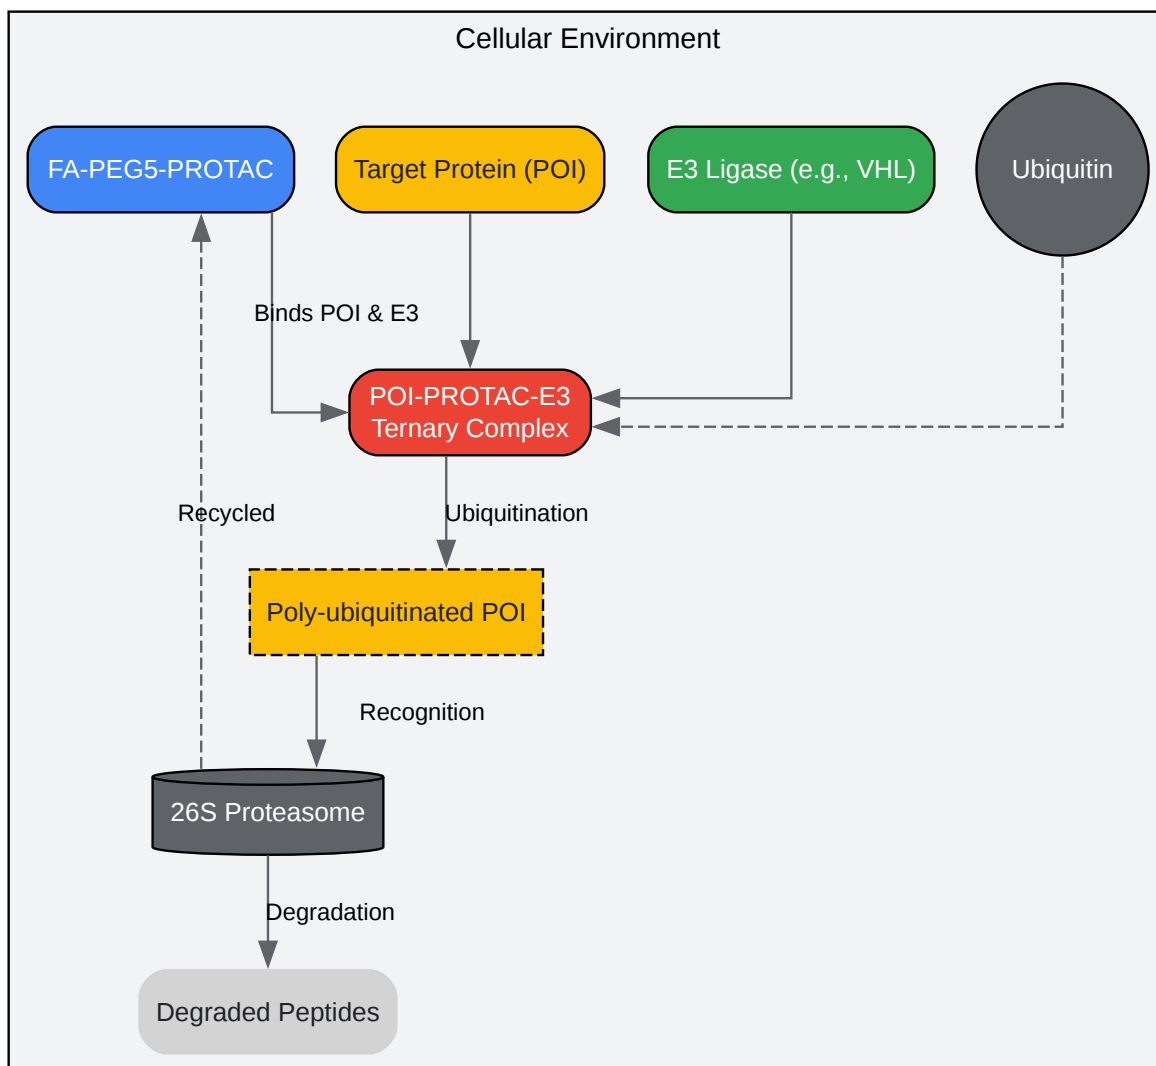 Cellular Environment
FA-PEG5-PROTAC
Target Protein (POI)
E3 Ligase (e.g., VHL)
Ubiquitin
Binds POI & E3
POI-PROTAC-E3
Ternary Complex
Recycled
Ubiquitination
Poly-ubiquitinated POI
Recognition
26S Proteasome
Degradation
Degraded Peptides